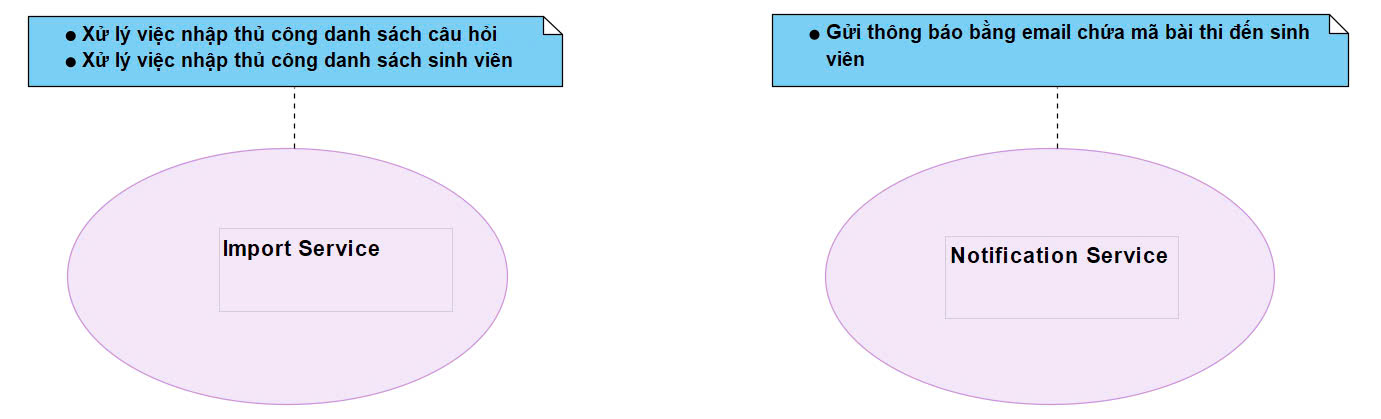 ● Xử lý việc nhập thủ công danh sách câu hỏi
● Xử lý việc nhập thủ công danh sách sinh viên
● Gửi thông báo bằng email chứa mã bài thi đến sinh
viên
Import Service
Notification Service